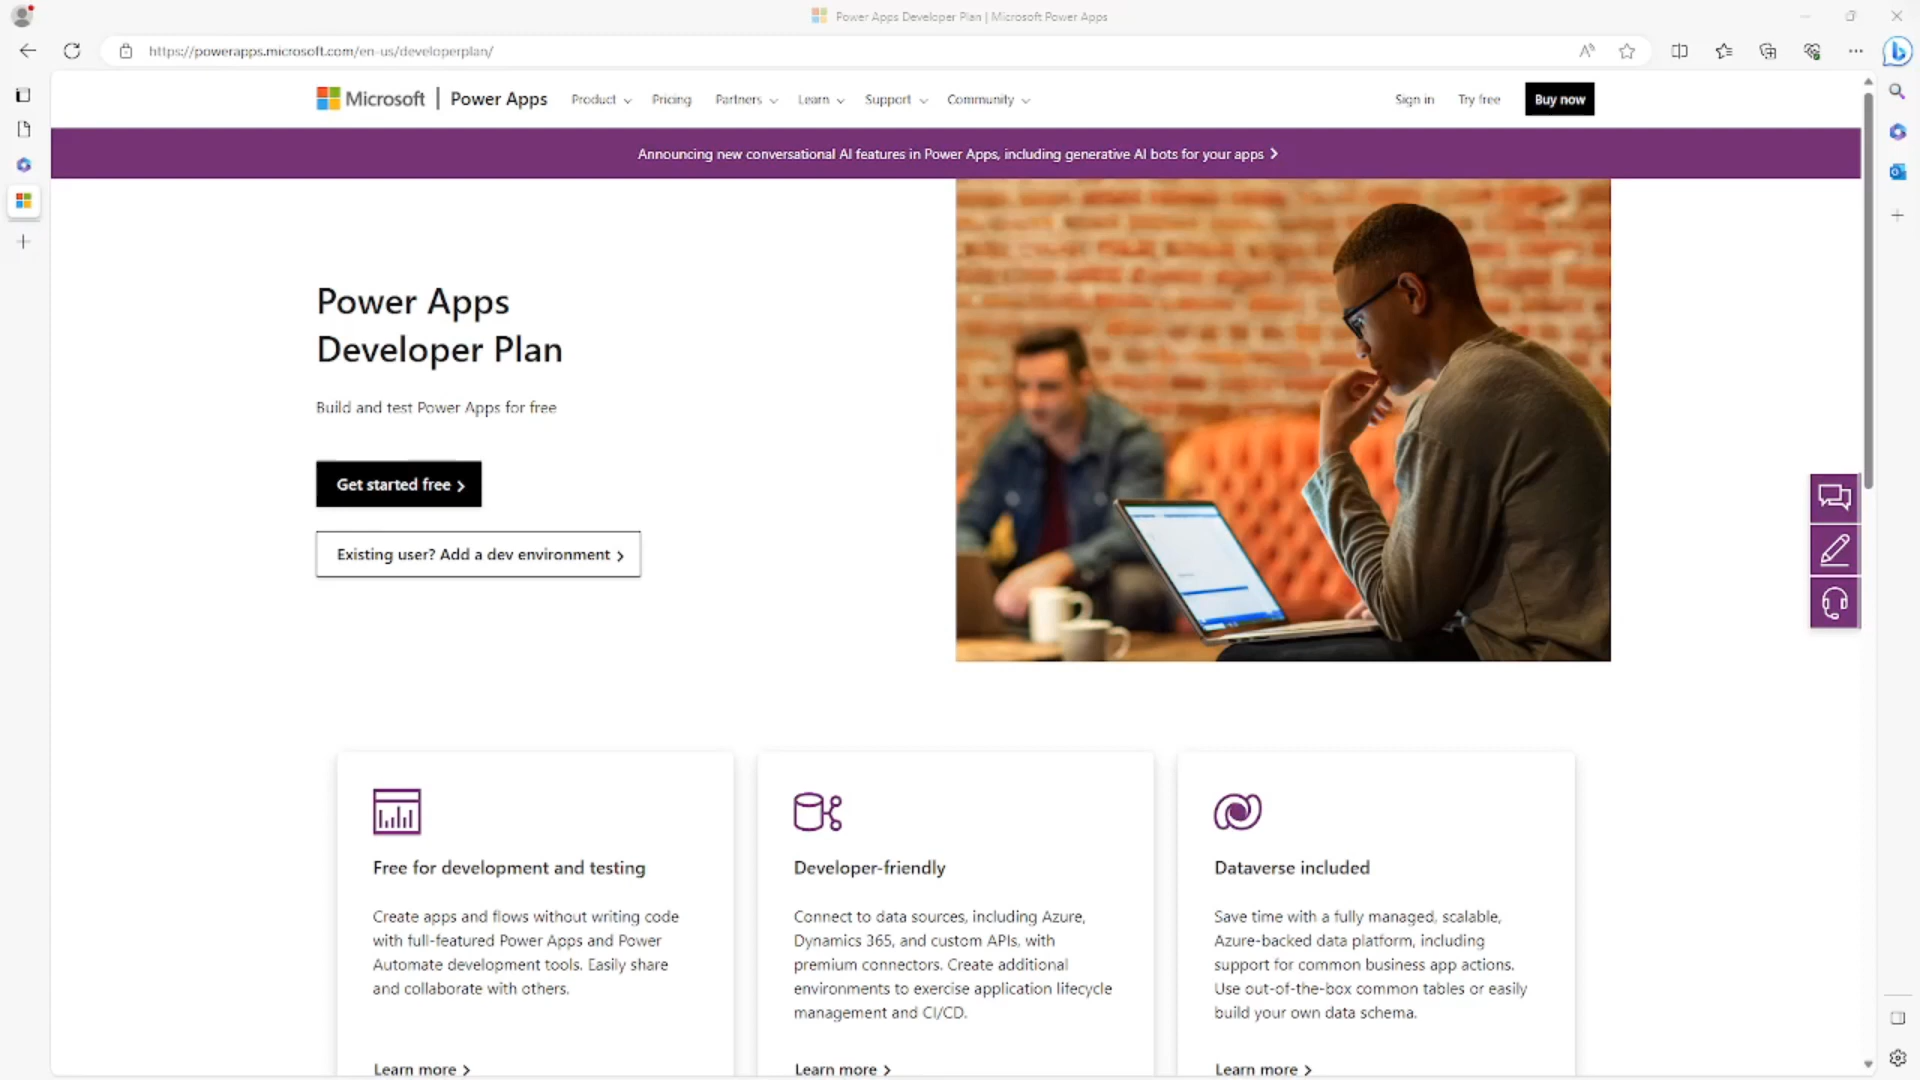 Power Apps Developer Plan | Microsoft Power Apps
https://powerapps.microsoft.com/en-us/developerplan/
Microsoft | Power Apps
Product
Pricing
Partners
Learn
Support
Community
Sign in
Try free
Buy now
Announcing new conversational AI features in Power Apps, including generative AI bots for your apps
Power Apps
Developer Plan
Build and test Power Apps for free
Get started free
Existing user? Add a dev environment
Free for development and testing
Create apps and flows without writing code
with full-featured Power Apps and Power
Automate development tools. Easily share
and collaborate with others.
Learn more
Developer-friendly
Connect to data sources, including Azure,
Dynamics 365, and custom APIs, with
premium connectors. Create additional
environments to exercise application lifecycle
management and CI/CD.
Learn more
Dataverse included
Save time with a fully managed, scalable,
Azure-backed data platform, including
support for common business app actions.
Use out-of-the-box common tables or easily
build your own data schema.
Learn more